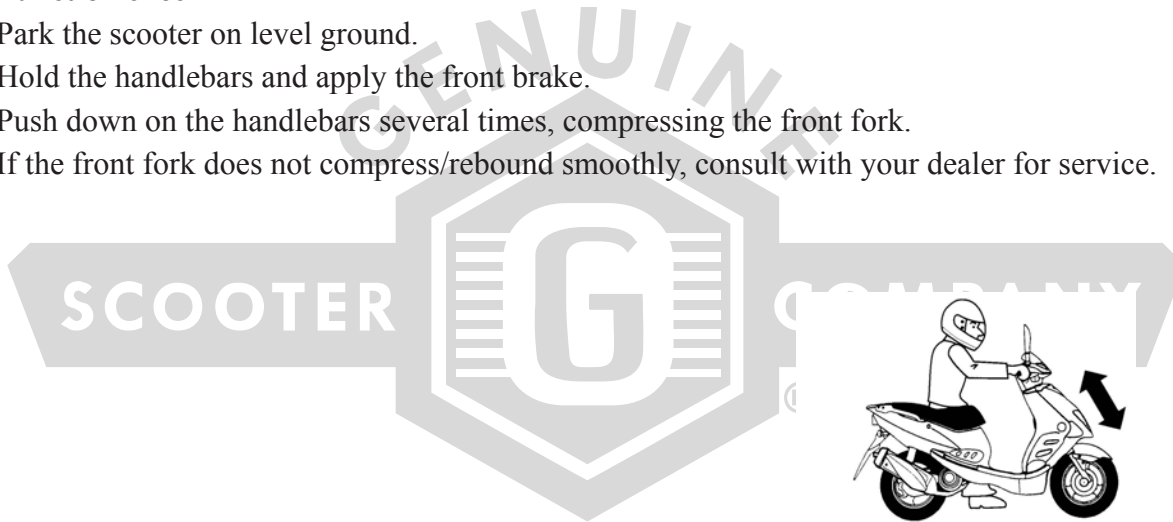 Park the scooter on level ground.
Hold the handlebars and apply the front brake.
Push down on the handlebars several times, compressing the front fork.
If the front fork does not compress/rebound smoothly, consult with your dealer for service.
GENUINE
SCOOTER G COMPANY